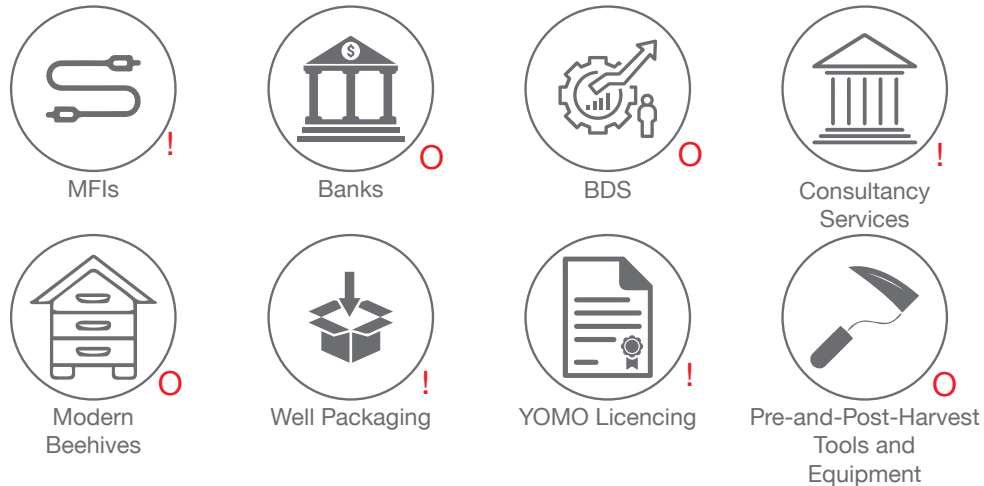 $
!
O
O
!
MFIs
Banks
BDS
Consultancy
Services
O
!
!
O
Modern
Beehives
Well Packaging
YOMO Licencing
Pre-and-Post-Harvest
Tools and
Equipment